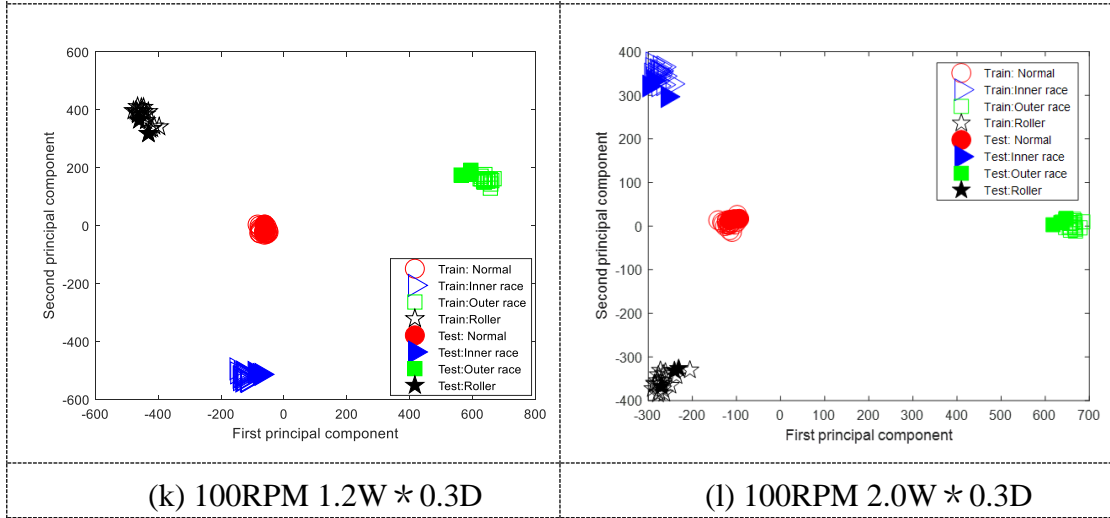 600
400
200
0
-200
-400
-600
-600
-400
-200
0
200
400
600
800
Second principal component
First principal component
Train: Normal
Train:Inner race
Train:Outer race
Train:Roller
Test: Normal
Test:Inner race
Test:Outer race
Test:Roller
400
300
200
100
0
-100
-200
-300
-400
-300
-200
-100
0
100
200
300
400
500
600
700
Second principal component
First principal component
Train: Normal
Train:Inner race
Train:Outer race
Train:Roller
Test: Normal
Test:Inner race
Test:Outer race
Test:Roller
(k) 100RPM 1.2W * 0.3D
(l) 100RPM 2.0W * 0.3D